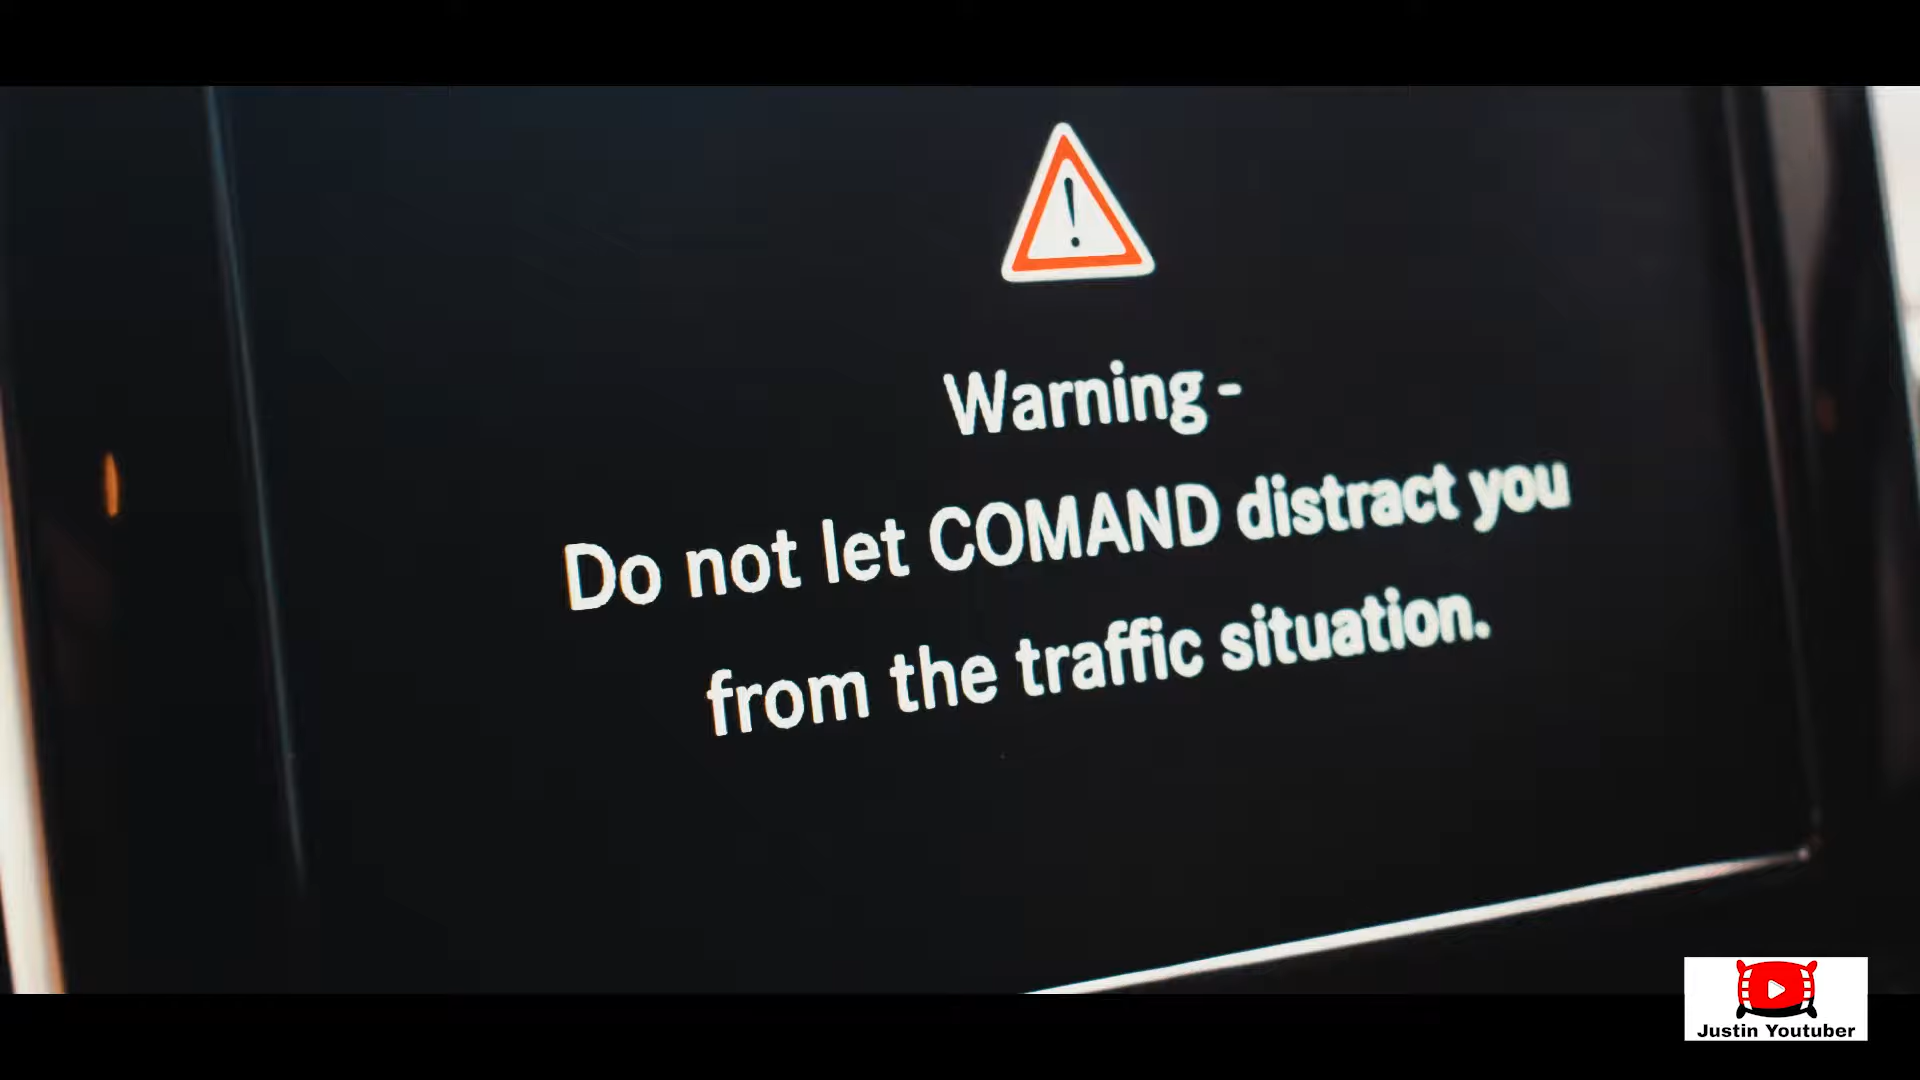 Warning -
Do not let COMAND distract you
from the traffic situation.
Justin Youtuber